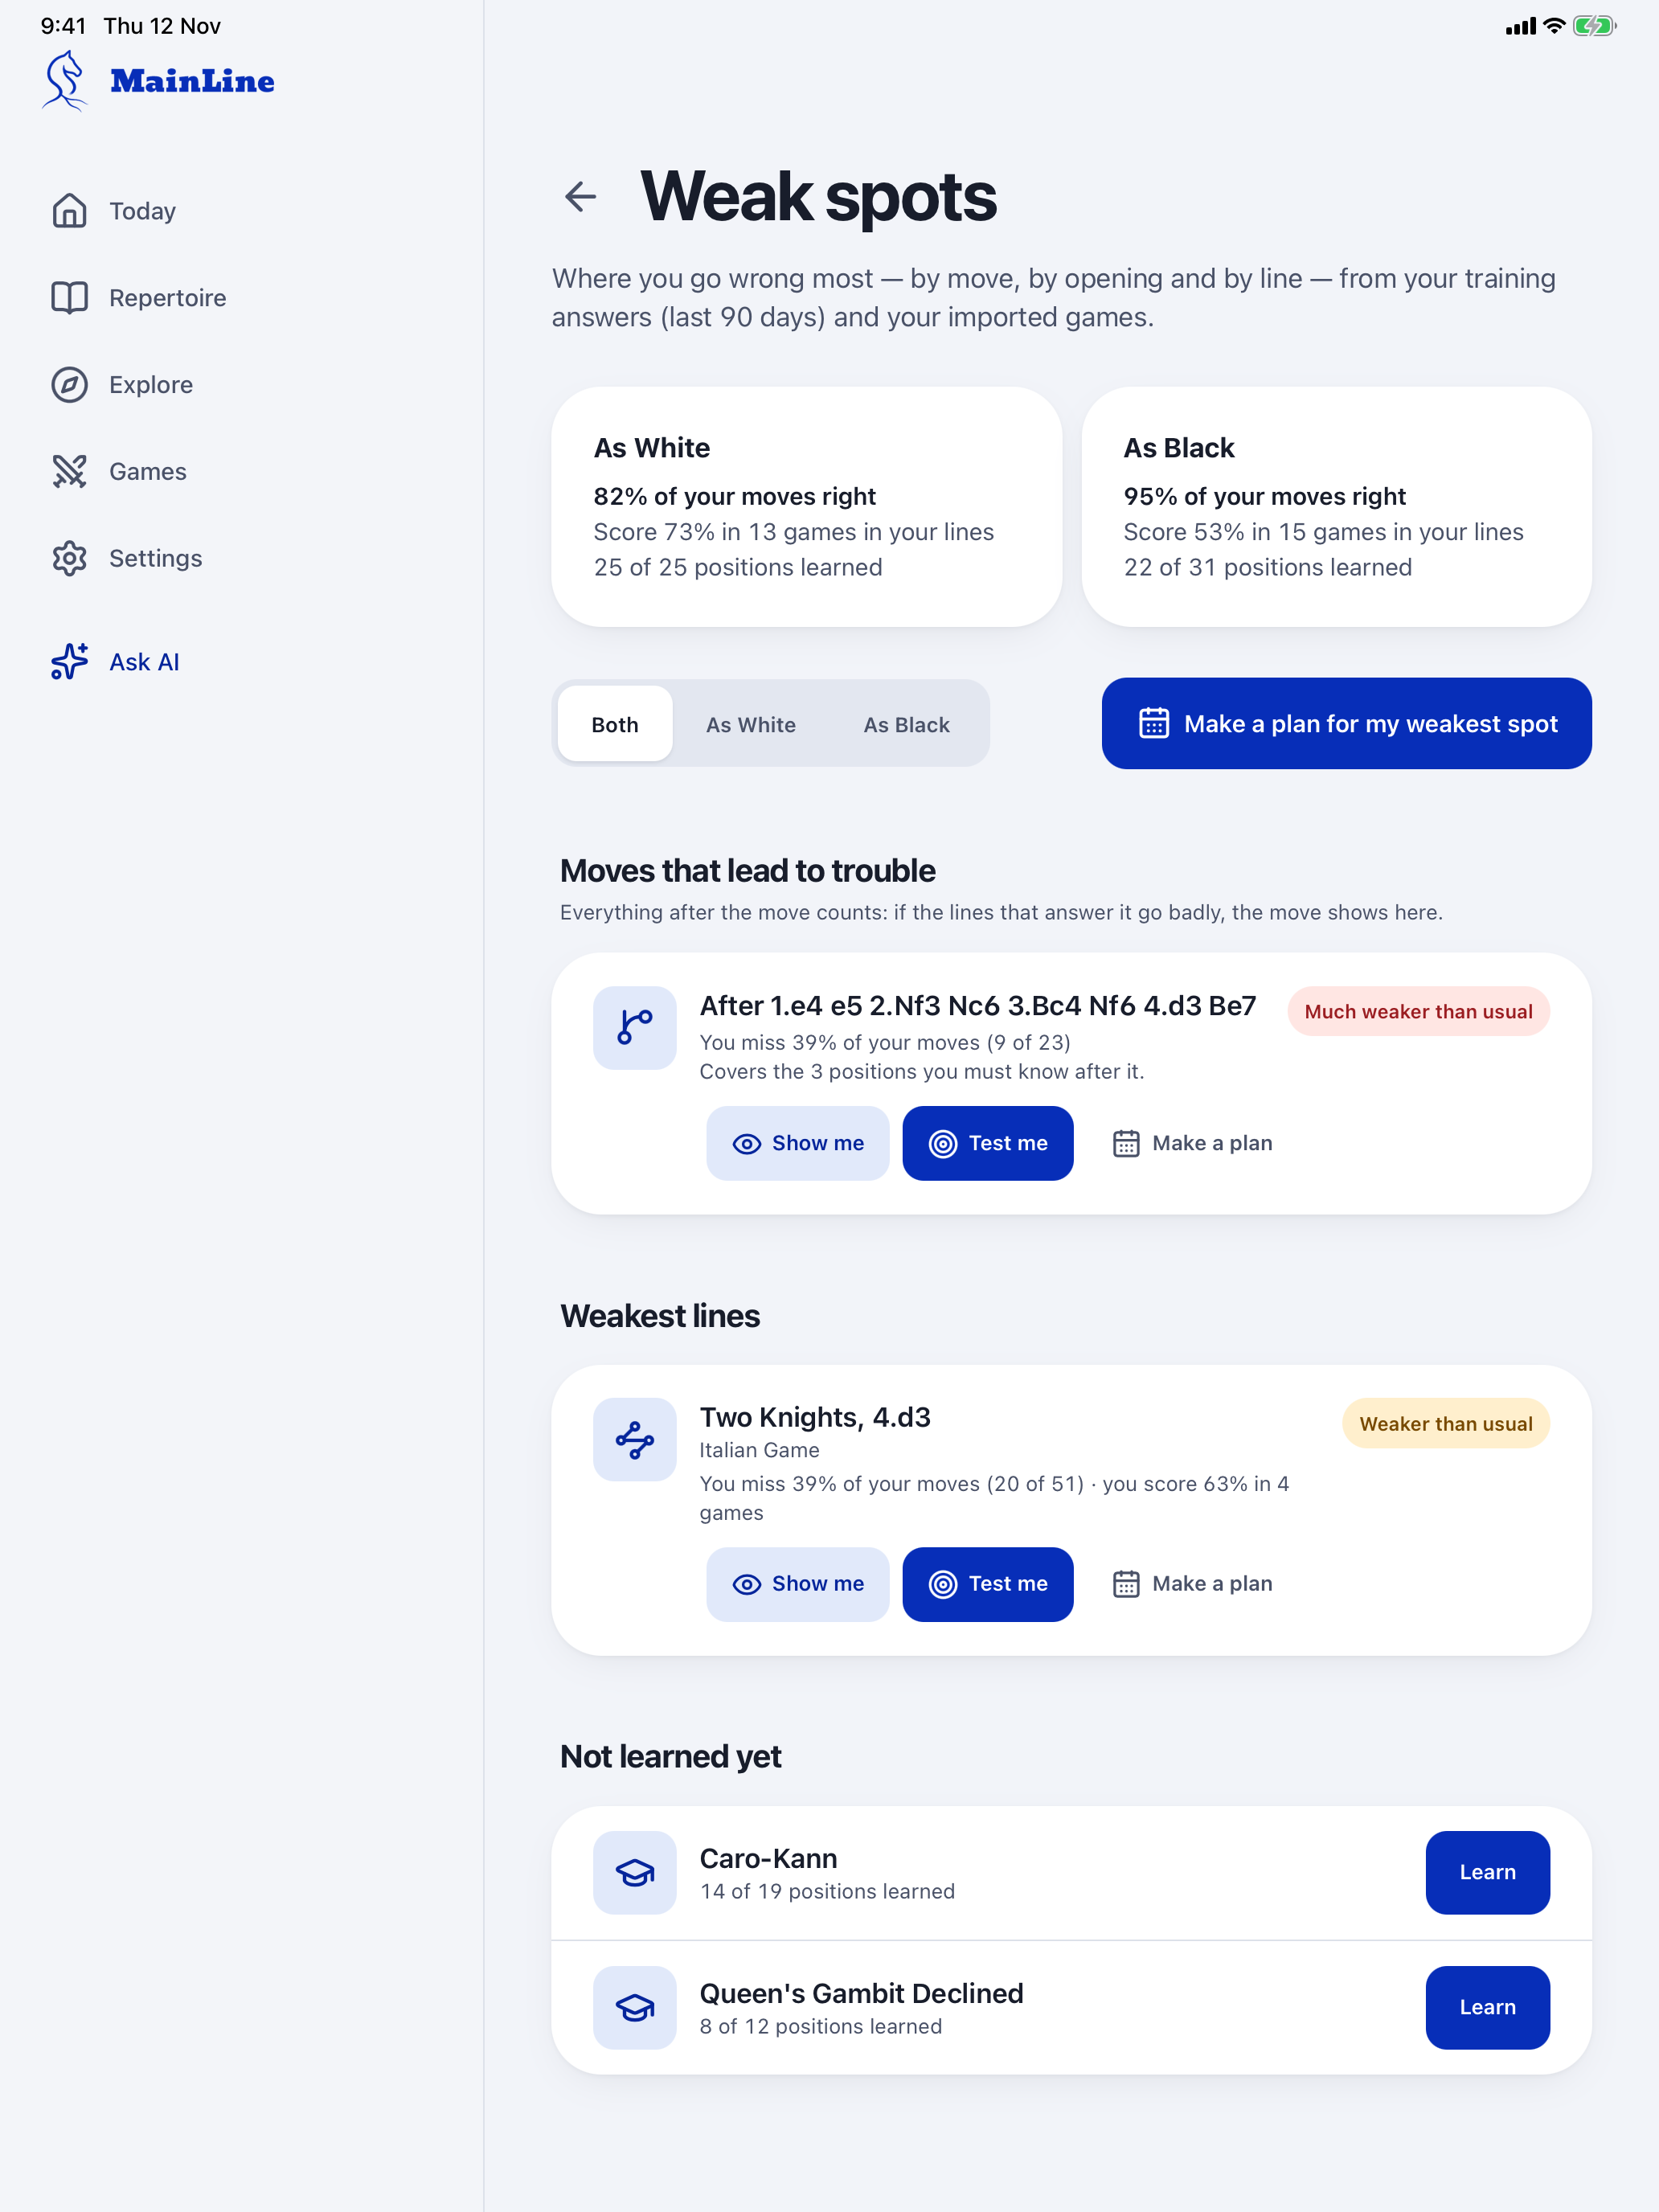 9:41 Thu 12 Nov
MainLine
Today
Repertoire
Explore
Games
Settings
Ask AI
Weak spots
Where you go wrong most — by move, by opening and by line — from your training
answers (last 90 days) and your imported games.
As White
82% of your moves right
Score 73% in 13 games in your lines
25 of 25 positions learned
As Black
95% of your moves right
Score 53% in 15 games in your lines
22 of 31 positions learned
Both As White As Black
Make a plan for my weakest spot
Moves that lead to trouble
Everything after the move counts: if the lines that answer it go badly, the move shows here.
After 1.e4 e5 2.Nf3 Nc6 3.Bc4 Nf6 4.d3 Be7
Much weaker than usual
You miss 39% of your moves (9 of 23)
Covers the 3 positions you must know after it.
Show me Test me Make a plan
Weakest lines
Two Knights, 4.d3
Weaker than usual
Italian Game
You miss 39% of your moves (20 of 51) · you score 63% in 4
games
Show me Test me Make a plan
Not learned yet
Caro-Kann
14 of 19 positions learned
Learn
Queen's Gambit Declined
8 of 12 positions learned
Learn